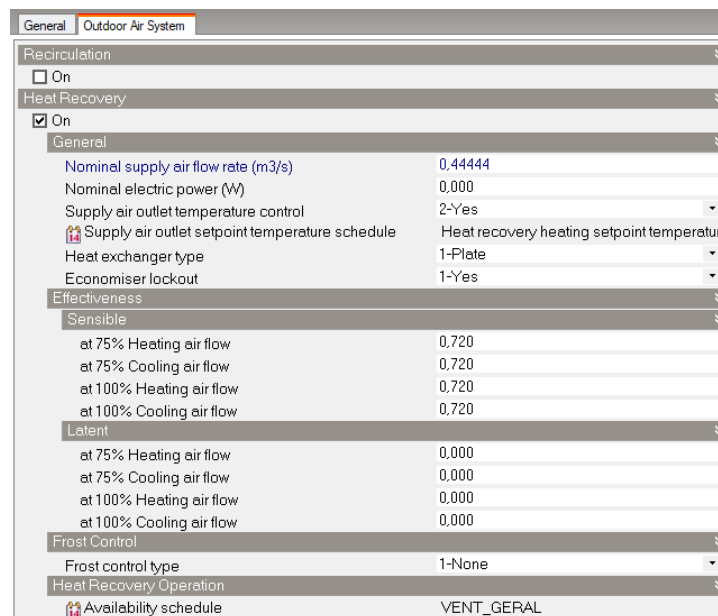 General Outdoor Air System
Recirculation
On
Heat Recovery
On
General
Nominal supply air flow rate (m3/s) 0,44444
Nominal electric power (W) 0,000
Supply air outlet temperature control 2-Yes
Supply air outlet setpoint temperature schedule Heat recovery heating setpoint temperatur
Heat exchanger type 1-Plate
Economiser lockout 1-Yes
Effectiveness
Sensible
at 75% Heating air flow 0,720
at 75% Cooling air flow 0,720
at 100% Heating air flow 0,720
at 100% Cooling air flow 0,720
Latent
at 75% Heating air flow 0,000
at 75% Cooling air flow 0,000
at 100% Heating air flow 0,000
at 100% Cooling air flow 0,000
Frost Control
Frost control type 1-None
Heat Recovery Operation
Availability schedule VENT_GERAL